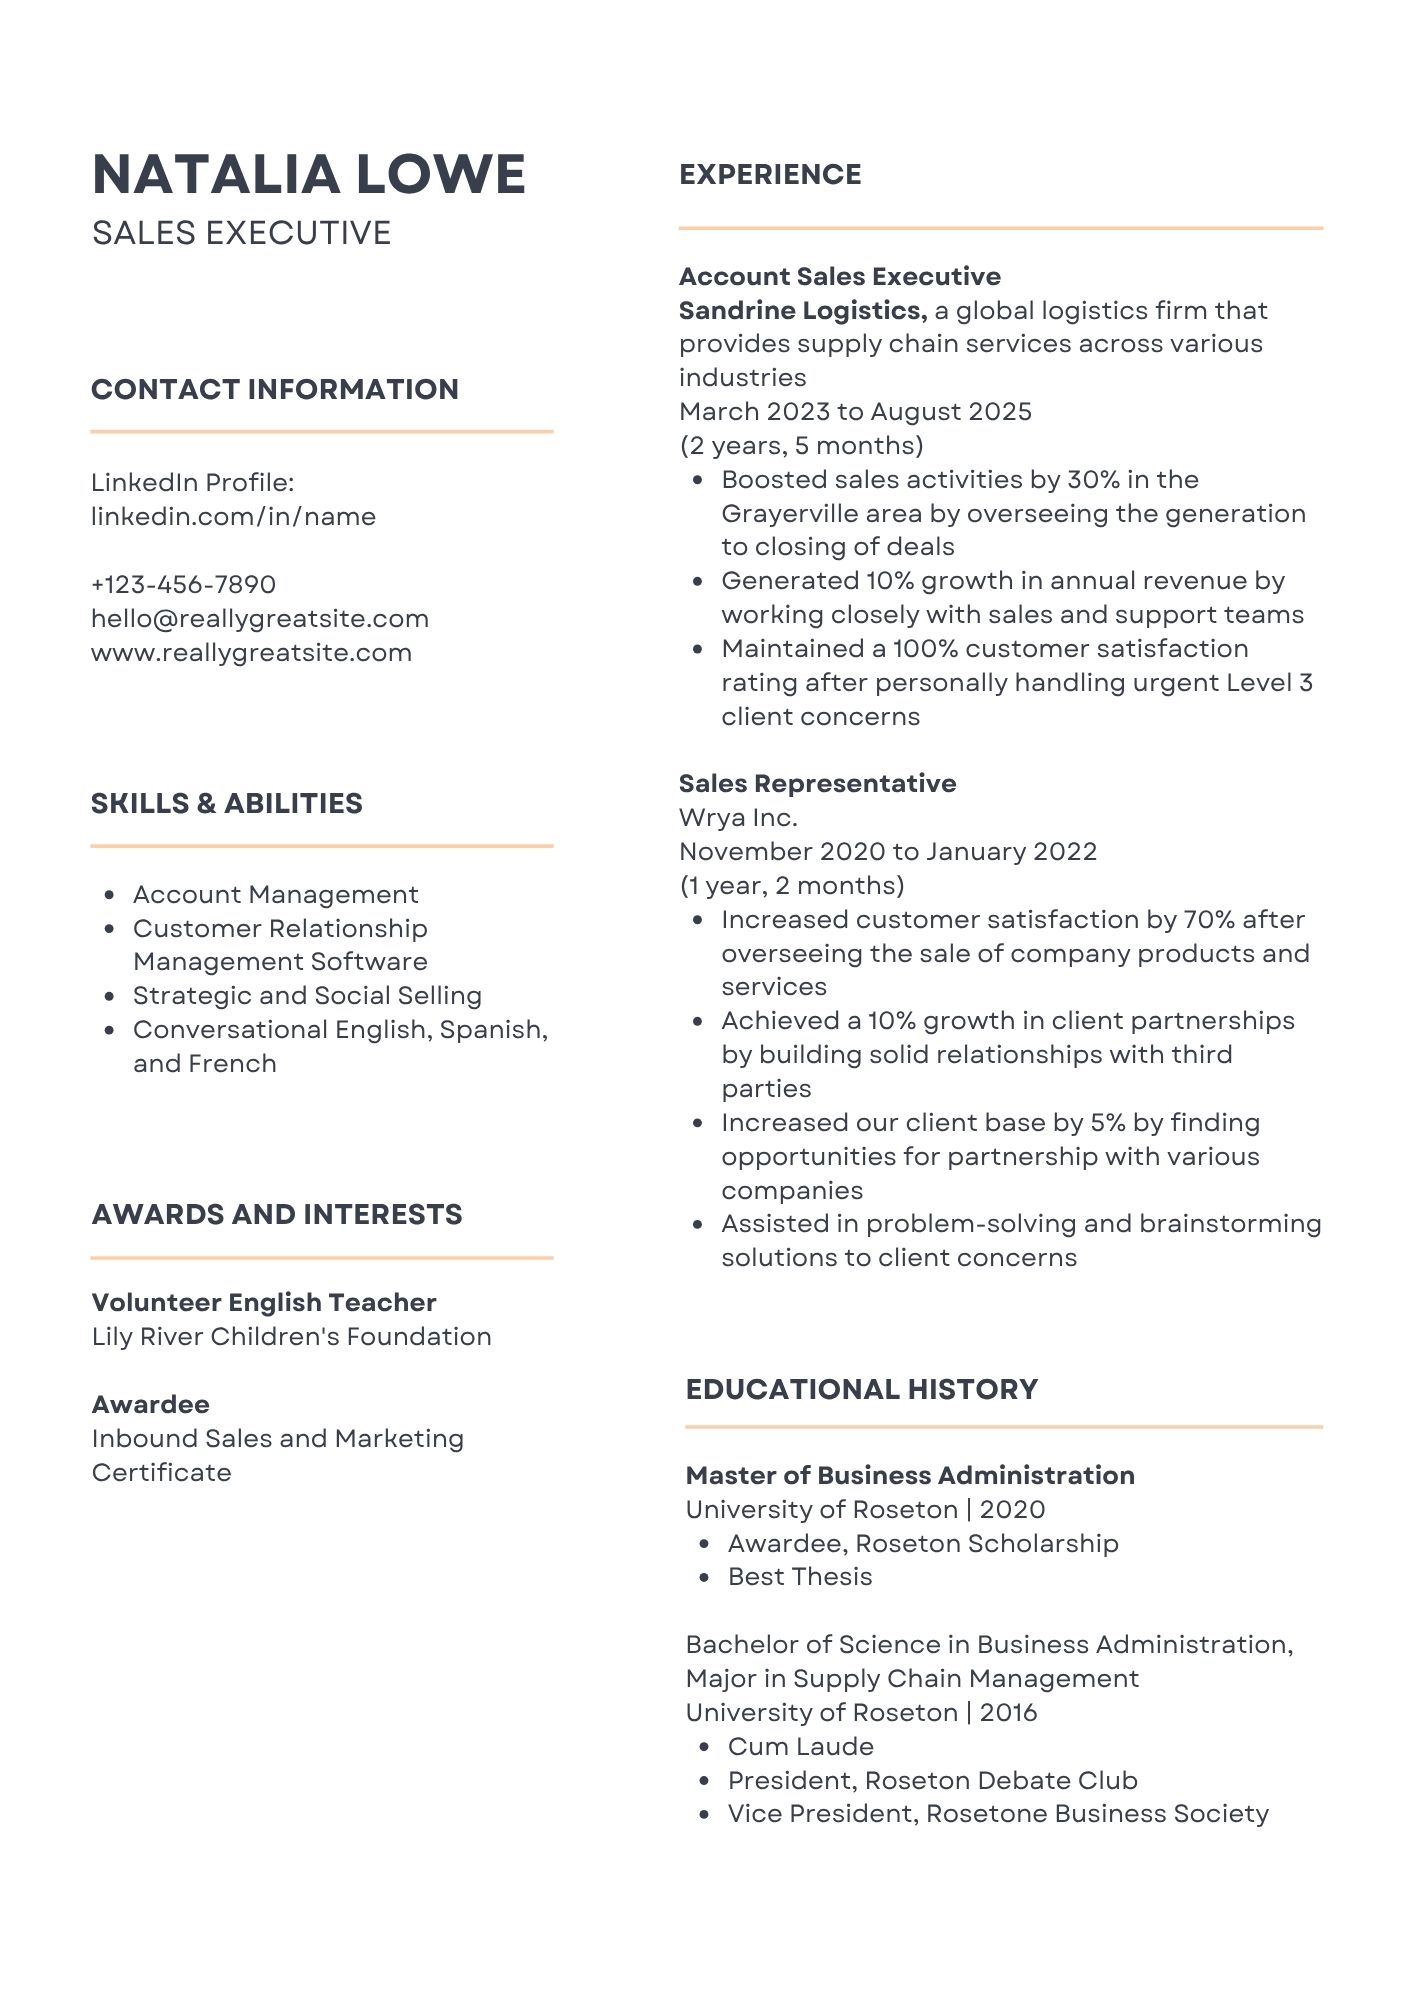 NATALIA LOWE
SALES EXECUTIVE
CONTACT INFORMATION
LinkedIn Profile:
linkedin.com/in/name
+123-456-7890
hello@reallygreatsite.com
www.reallygreatsite.com
SKILLS & ABILITIES
• Account Management
• Customer Relationship
Management Software
• Strategic and Social Selling
• Conversational English, Spanish,
and French
AWARDS AND INTERESTS
Volunteer English Teacher
Lily River Children's Foundation
Awardee
Inbound Sales and Marketing
Certificate
EXPERIENCE
Account Sales Executive
Sandrine Logistics, a global logistics firm that
provides supply chain services across various
industries
March 2023 to August 2025
(2 years, 5 months)
• Boosted sales activities by 30% in the
Grayerville area by overseeing the generation
to closing of deals
• Generated 10% growth in annual revenue by
working closely with sales and support teams
• Maintained a 100% customer satisfaction
rating after personally handling urgent Level 3
client concerns
Sales Representative
Wrya Inc.
November 2020 to January 2022
(1 year, 2 months)
• Increased customer satisfaction by 70% after
overseeing the sale of company products and
services
• Achieved a 10% growth in client partnerships
by building solid relationships with third
parties
• Increased our client base by 5% by finding
opportunities for partnership with various
companies
• Assisted in problem-solving and brainstorming
solutions to client concerns
EDUCATIONAL HISTORY
Master of Business Administration
University of Roseton | 2020
• Awardee, Roseton Scholarship
• Best Thesis
Bachelor of Science in Business Administration,
Major in Supply Chain Management
University of Roseton | 2016
• Cum Laude
• President, Roseton Debate Club
• Vice President, Rosetone Business Society